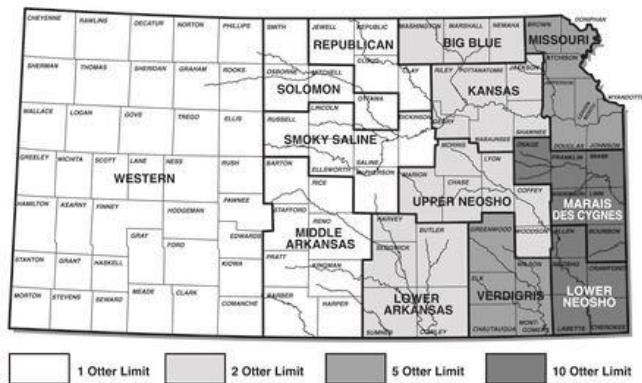 CHEYENNE RAWLINS DECATUR NORTON PHILLIPS SMITH JEWELL REPUBLIC WASHINGTON MARSHALL NEMAHA BROWN DONIPHAN
REPUBLICAN BIG BLUE MISSOURI
CLOUD ATCHISON
SHERMAN THOMAS SHERIDAN GRAHAM ROOKS OSBORNE MITCHELL CLAY RILEY POTTAWATOMIE JACKSON
SOLOMON KANSAS WYANDOTTE
OTTAWA
WALLACE LOGAN GOVE TREGO ELLIS RUSSELL LINCOLN DICKINSON GEARY SHAWNEE
SMOKY SALINE
WABAUNSEE DOUGLAS JOHNSON
SALINE MORRIS OSAGE
GREELEY WICHITA SCOTT LANE NESS RUSH BARTON ELLSWORTH MCPHERSON LYON FRANKLIN MIAMI
WESTERN
RICE MARION CHASE COFFEY LINN
UPPER NEOSHO MARAIS
DES CYGNES
HAMILTON KEARNY FINNEY HODGEMAN PAWNEE STAFFORD
RENO HARVEY BUTLER GREENWOOD WOODSON ALLEN BOURBON
MIDDLE
ARKANSAS
GRAY FORD EDWARDS SEDGWICK
STANTON GRANT HASKELL KIOWA PRATT KINGMAN ELK WILSON NEOSHO CRAWFORD
LOWER
ARKANSAS
VERDIGRIS
LOWER
NEOSHO
MORTON STEVENS SEWARD MEADE CLARK COMANCHE BARBER HARPER SUMNER COWLEY CHAUTAUQUA MONT-
GOMERY LABETTE CHEROKEE
1 Otter Limit 2 Otter Limit 5 Otter Limit 10 Otter Limit